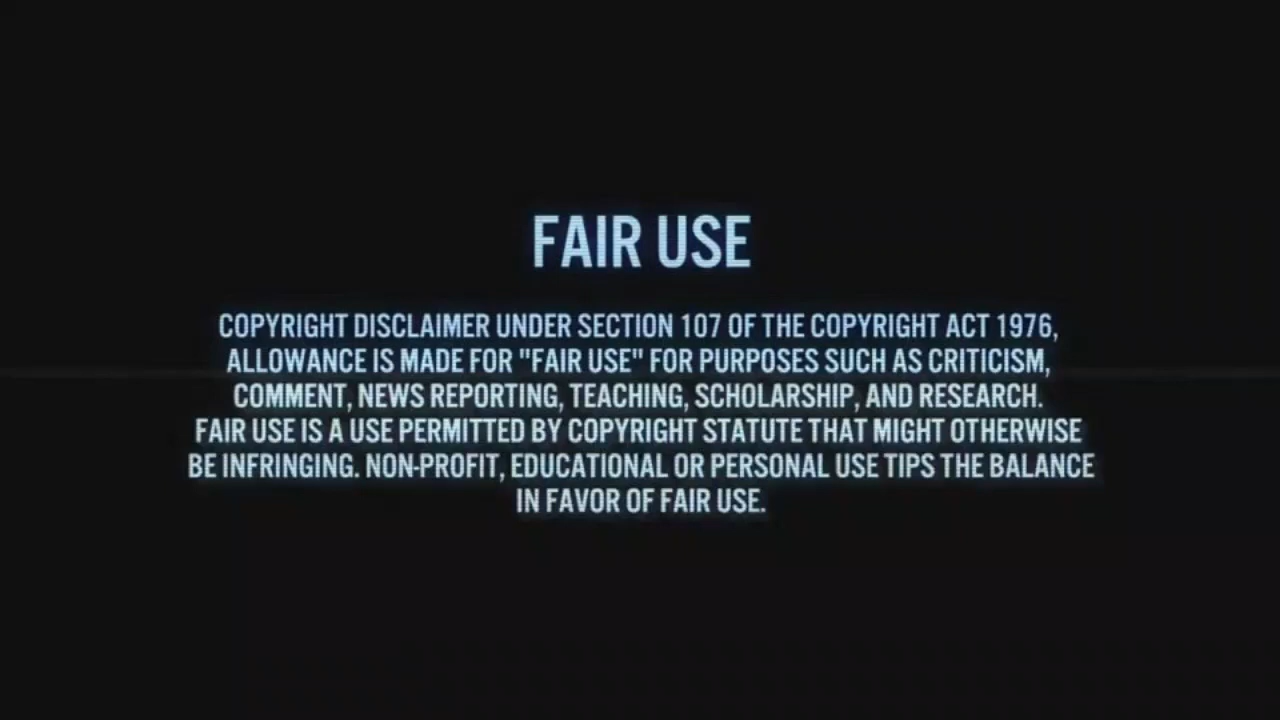 FAIR USE
COPYRIGHT DISCLAIMER UNDER SECTION 107 OF THE COPYRIGHT ACT 1976,
ALLOWANCE IS MADE FOR "FAIR USE" FOR PURPOSES SUCH AS CRITICISM,
COMMENT, NEWS REPORTING, TEACHING, SCHOLARSHIP, AND RESEARCH.
FAIR USE IS A USE PERMITTED BY COPYRIGHT STATUTE THAT MIGHT OTHERWISE
BE INFRINGING. NON-PROFIT, EDUCATIONAL OR PERSONAL USE TIPS THE BALANCE
IN FAVOR OF FAIR USE.